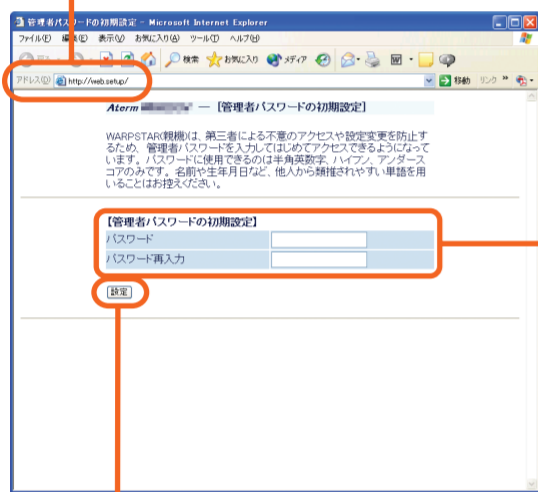 管理者パスワードの初期設定 - Microsoft Internet Explorer
ファイル(F) 編集(E) 表示(V) お気に入り(A) ツール(T) ヘルプ(H)
検索 お気に入り メディア
アドレス(D) http://web.setup/ 移動 リンク »
Aterm — [管理者パスワードの初期設定]
WARPSTAR(親機)は、第三者による不意のアクセスや設定変更を防止す
るため、管理者パスワードを入力してはじめてアクセスできるようになって
います。パスワードに使用できるのは半角英数字、ハイフン、アンダース
コアのみです。名前や生年月日など、他人から類推されやすい単語を用
いることはお控えください。
【管理者パスワードの初期設定】
パスワード
パスワード再入力
設定